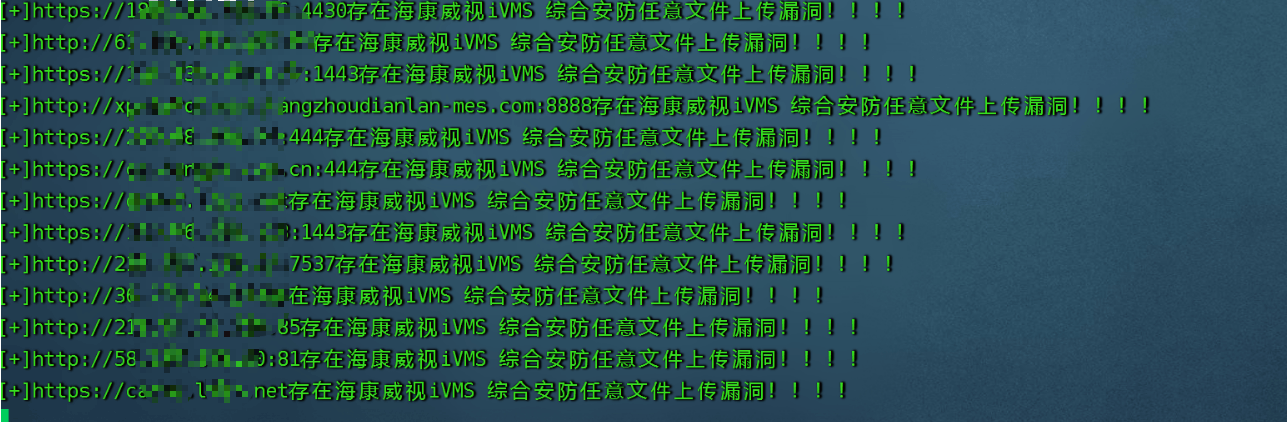 [+]https://19 :4430存在海康威视iVMS 综合安防任意文件上传漏洞！！！！
[+]http://61 存在海康威视iVMS 综合安防任意文件上传漏洞！！！！
[+]https:// :1443存在海康威视iVMS 综合安防任意文件上传漏洞！！！！
[+]http://xp angzhoudianlan-mes.com:8888存在海康威视iVMS 综合安防任意文件上传漏洞！！！！
[+]https:// :444存在海康威视iVMS 综合安防任意文件上传漏洞！！！！
[+]https:// .cn:444存在海康威视iVMS 综合安防任意文件上传漏洞！！！！
[+]https:// 存在海康威视iVMS 综合安防任意文件上传漏洞！！！！
[+]https:// :1443存在海康威视iVMS 综合安防任意文件上传漏洞！！！！
[+]http://22 7537存在海康威视iVMS 综合安防任意文件上传漏洞！！！！
[+]http://36 在海康威视iVMS 综合安防任意文件上传漏洞！！！！
[+]http://21 85存在海康威视iVMS 综合安防任意文件上传漏洞！！！！
[+]http://58 0:81存在海康威视iVMS 综合安防任意文件上传漏洞！！！！
[+]https://ca .net存在海康威视iVMS 综合安防任意文件上传漏洞！！！！